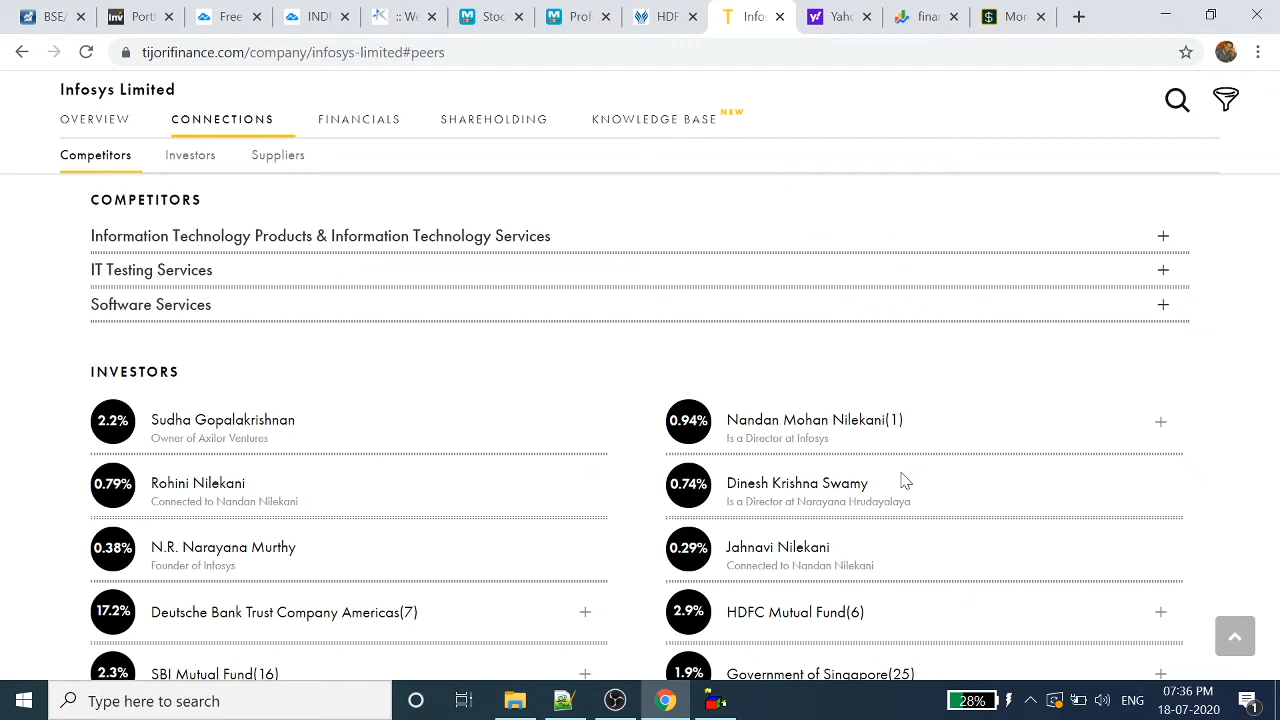 BSE/
Port
Free
INDU
:: We
Stoc
Prof
HDF
Info
Yaho
finar
Mon
tijorifinance.com/company/infosys-limited#peers
Infosys Limited
OVERVIEW CONNECTIONS FINANCIALS SHAREHOLDING KNOWLEDGE BASE NEW
Competitors Investors Suppliers
COMPETITORS
Information Technology Products & Information Technology Services +
IT Testing Services +
Software Services +
INVESTORS
2.2% Sudha Gopalakrishnan
Owner of Axilor Ventures
0.94% Nandan Mohan Nilekani(1) +
Is a Director at Infosys
0.79% Rohini Nilekani
Connected to Nandan Nilekani
0.74% Dinesh Krishna Swamy
Is a Director at Narayana Hrudayalaya
0.38% N.R. Narayana Murthy
Founder of Infosys
0.29% Jahnavi Nilekani
Connected to Nandan Nilekani
17.2% Deutsche Bank Trust Company Americas(7) +
2.9% HDFC Mutual Fund(6) +
2.3% SBI Mutual Fund(16) +
1.9% Government of Singapore(25) +
Type here to search
28%
ENG
07:36 PM
18-07-2020
1